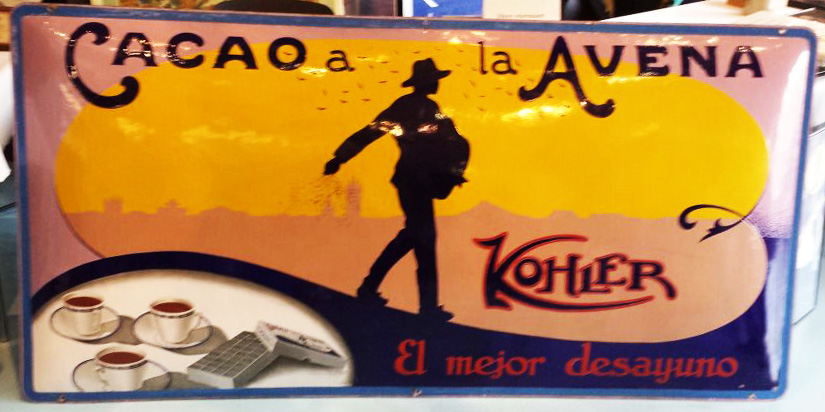 CACAO a la AVENA
KOHLER
El mejor desayuno